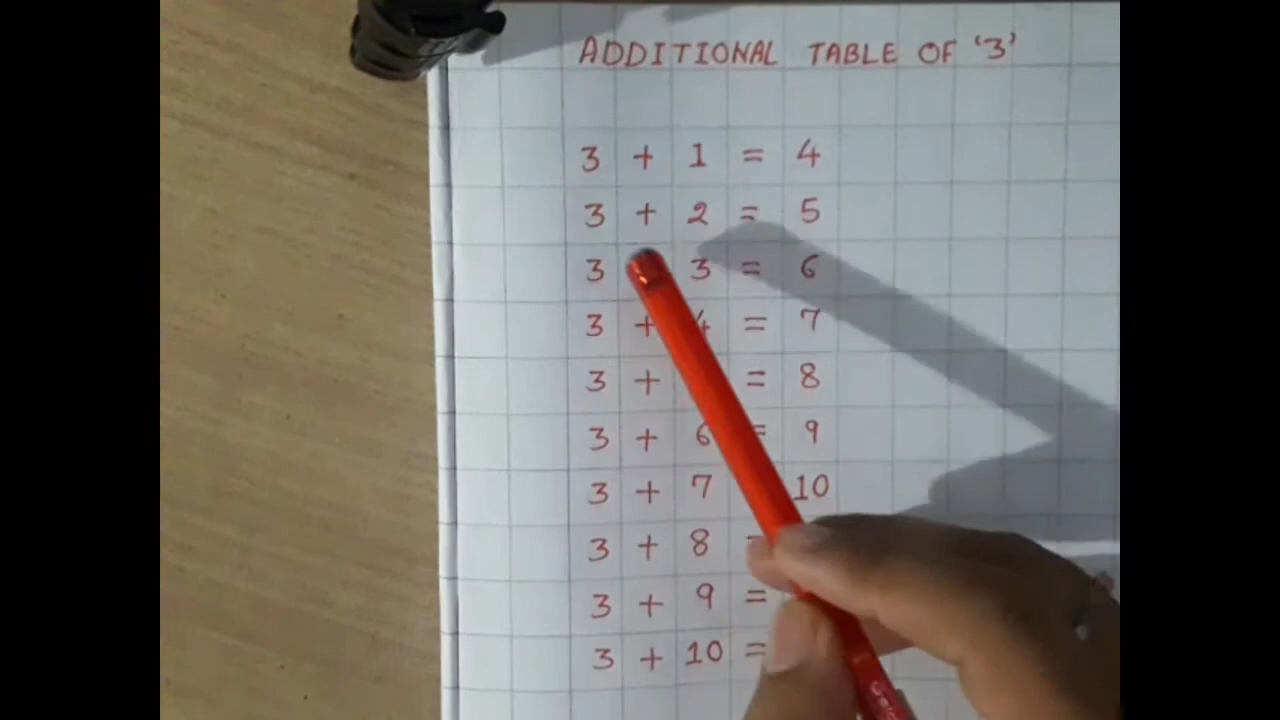 ADDITIONAL TABLE OF '3'
3 + 1 = 4
3 + 2 = 5
3 3 = 6
3 + 4 = 7
3 + = 8
3 + 6 = 9
3 + 7 10
3 + 8 =
3 + 9 =
3 + 10 =